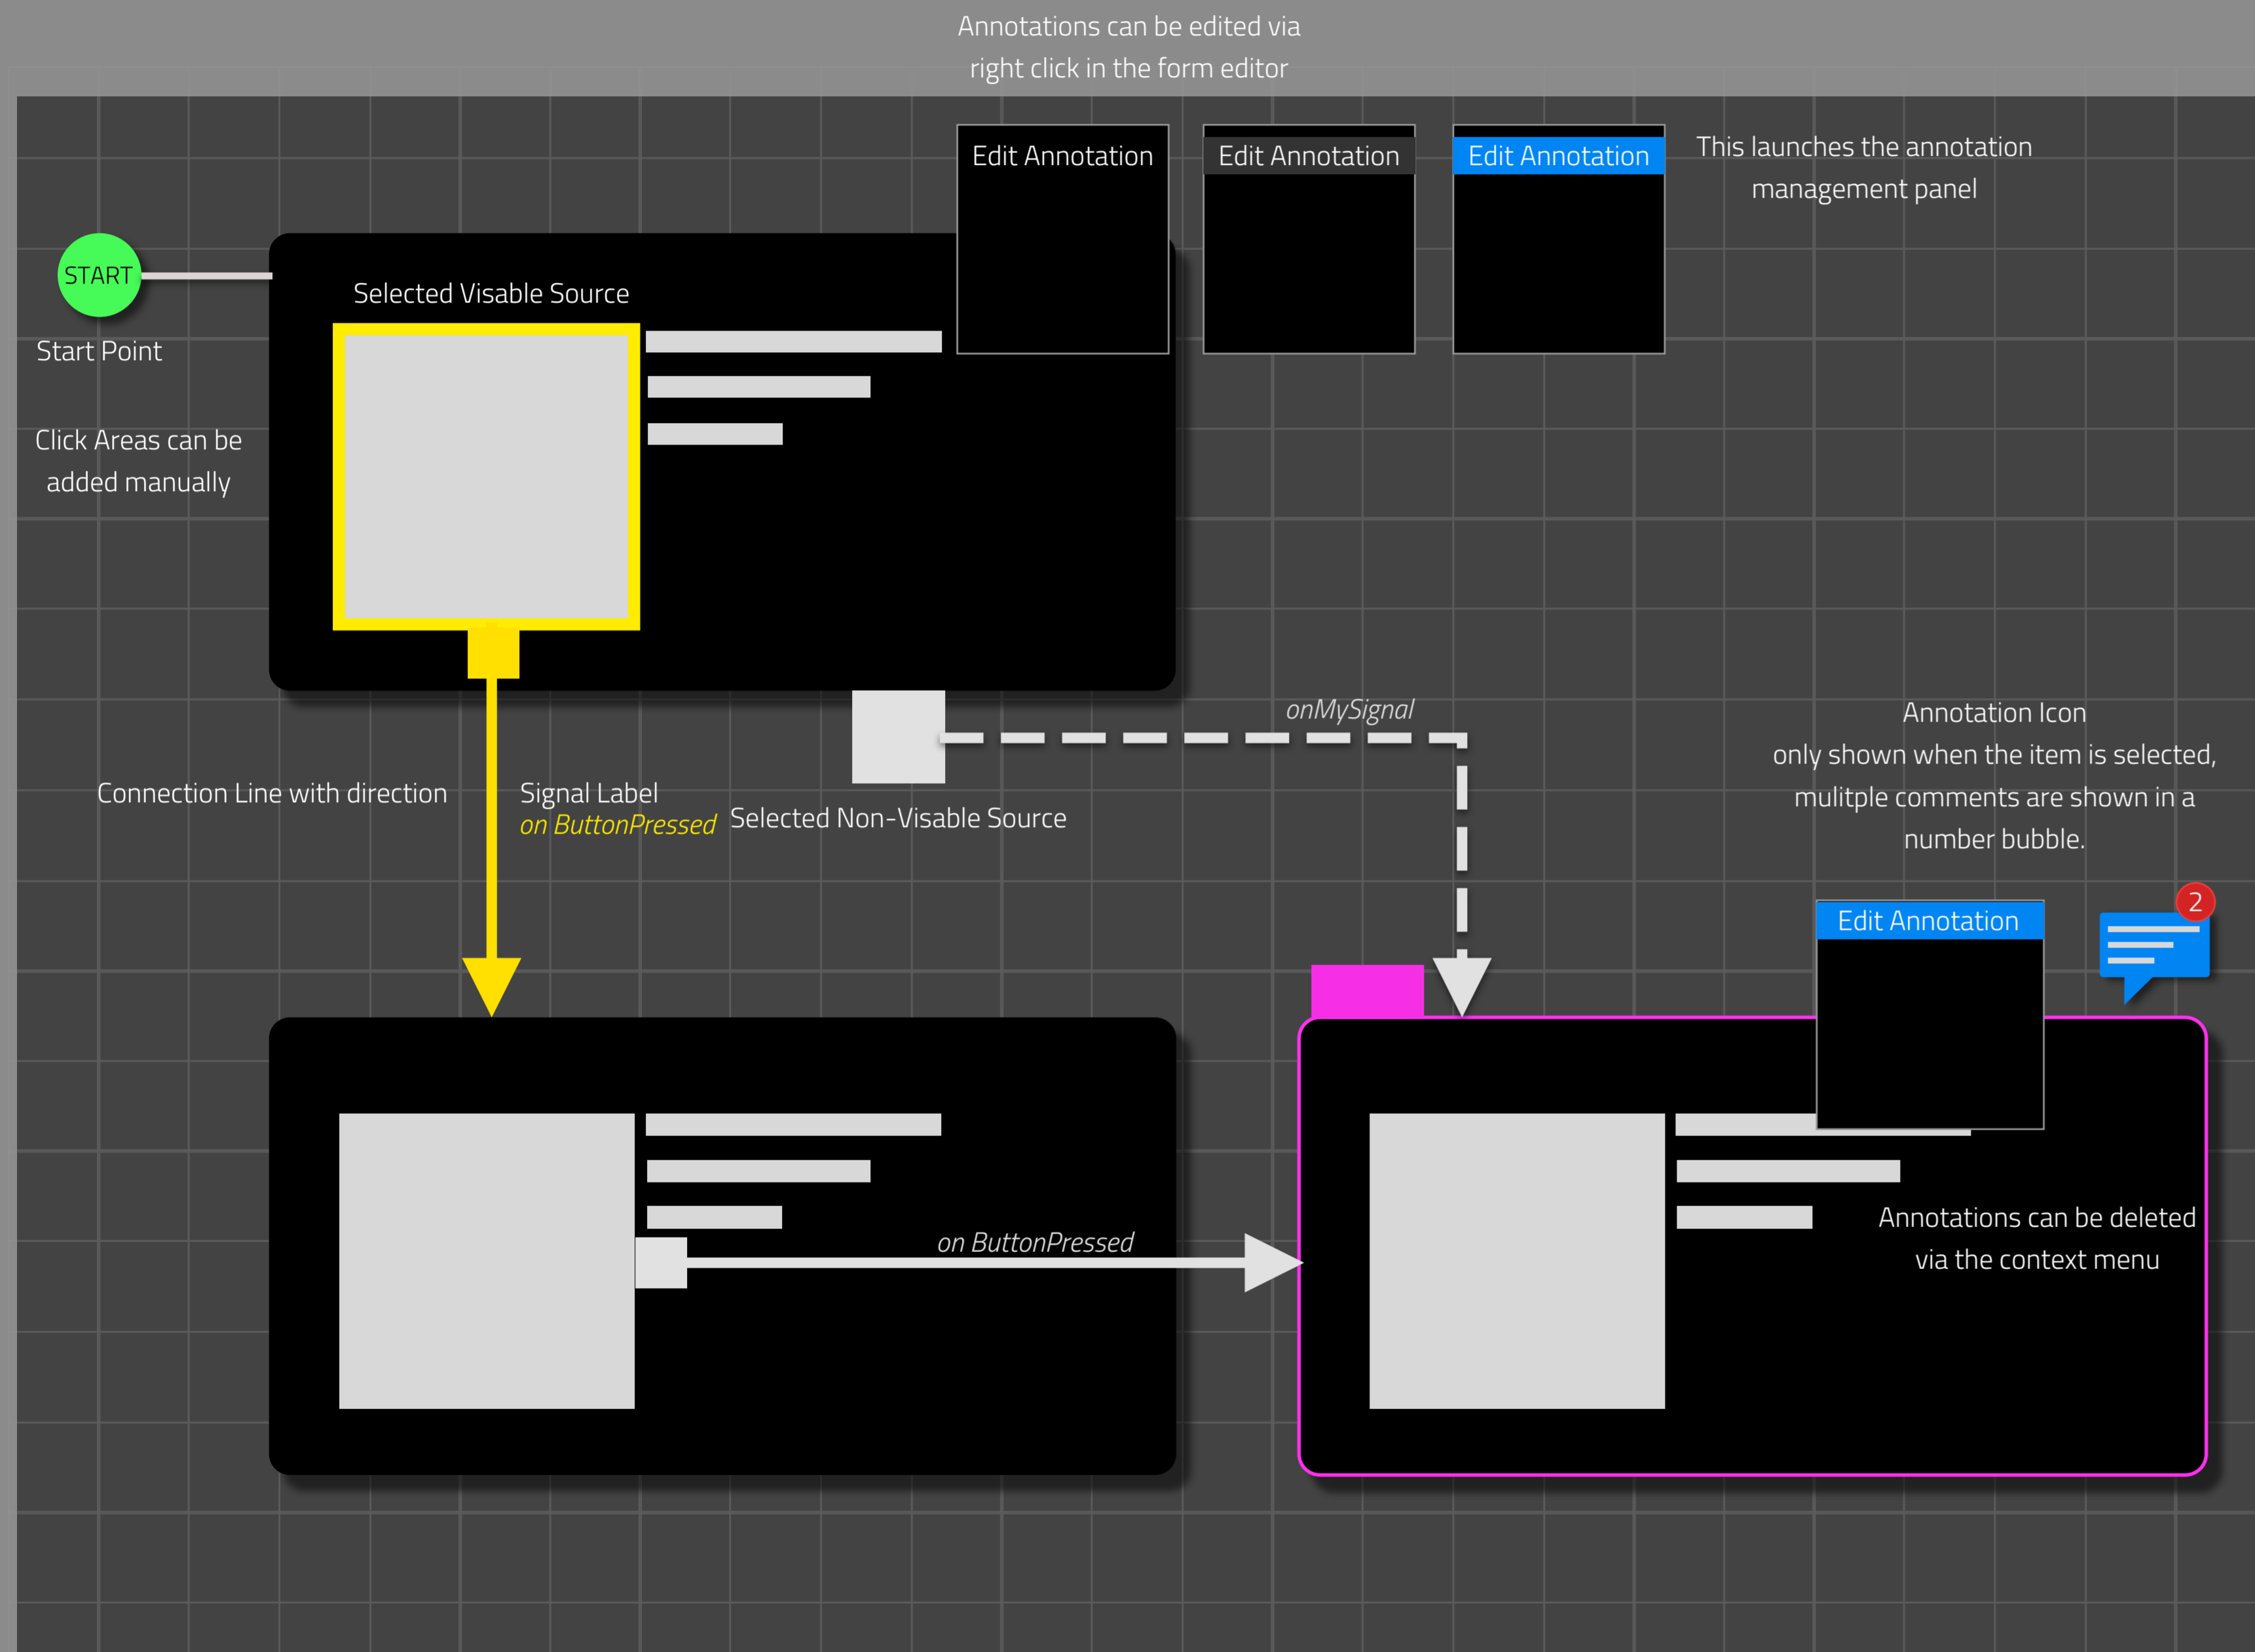 Annotations can be edited via
right click in the form editor
Edit Annotation
Edit Annotation
Edit Annotation
This launches the annotation
management panel
START
Start Point
Selected Visable Source
Click Areas can be
added manually
onMySignal
Annotation Icon
only shown when the item is selected,
mulitple comments are shown in a
number bubble.
Connection Line with direction
Signal Label
on ButtonPressed
Selected Non-Visable Source
Edit Annotation
2
on ButtonPressed
Annotations can be deleted
via the context menu